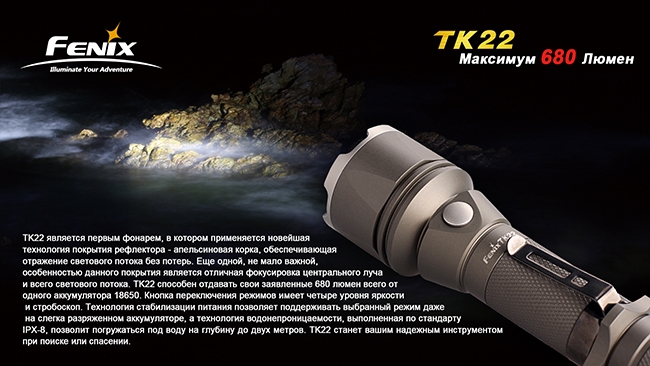 FENIX
Illuminate Your Adventure
TK22
Максимум 680 Люмен
TK22 является первым фонарем, в котором применяется новейшая
технология покрытия рефлектора - апельсиновая корка, обеспечивающая
отражение светового потока без потерь. Еще одной, не мало важной,
особенностью данного покрытия является отличная фокусировка центрального луча
и всего светового потока. TK22 способен отдавать свои заявленные 680 люмен всего от
одного аккумулятора 18650. Кнопка переключения режимов имеет четыре уровня яркости
и стробоскоп. Технология стабилизации питания позволяет поддерживать выбранный режим даже
на слегка разряженном аккумуляторе, а технология водонепроницаемости, выполненная по стандарту
IPX-8, позволит погружаться под воду на глубину до двух метров. TK22 станет вашим надежным инструментом
при поиске или спасении.
FENIX